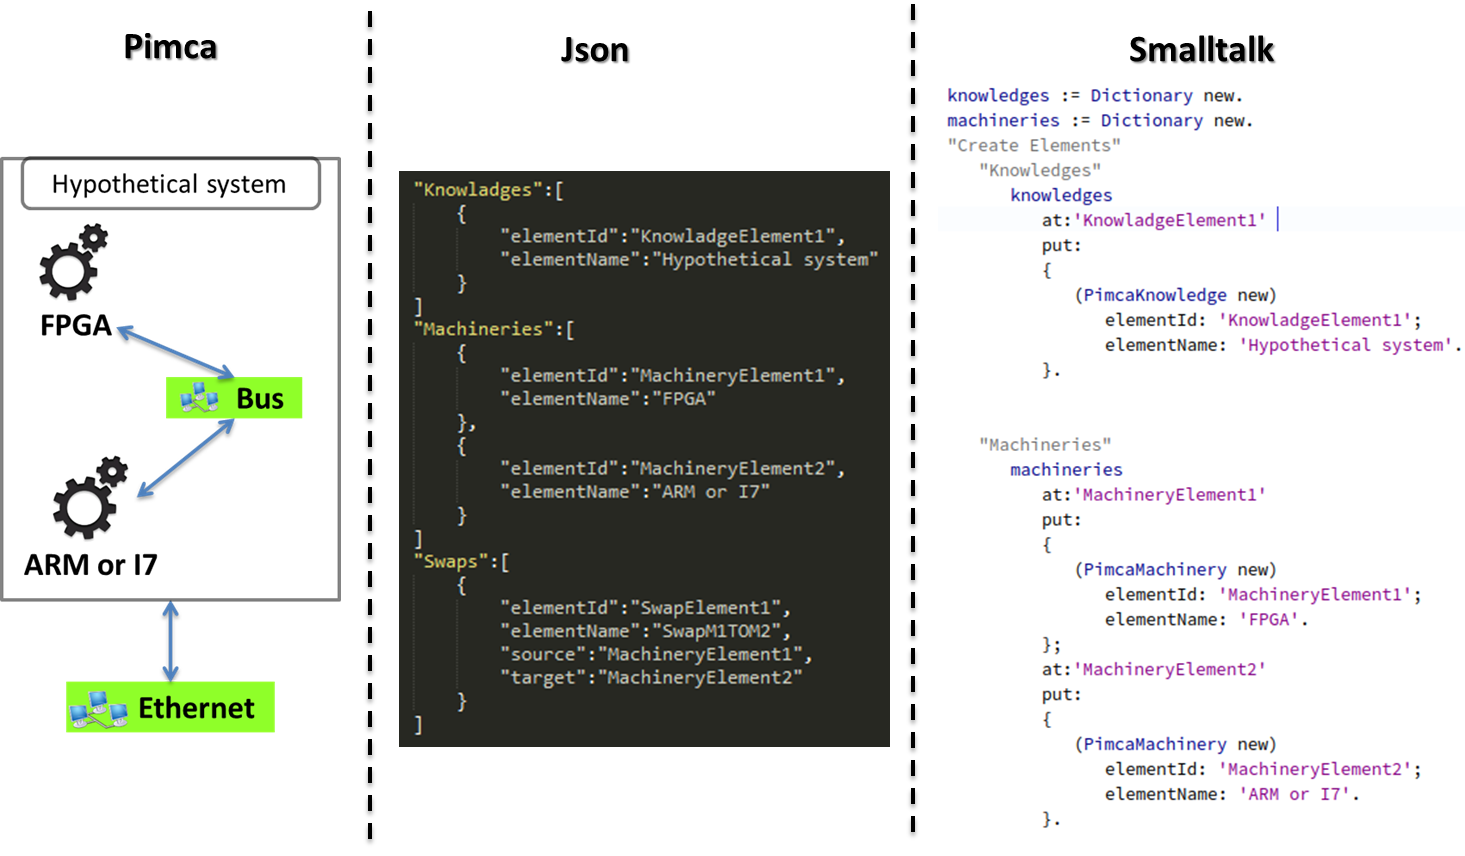 Pimca
Hypothetical system
FPGA
Bus
ARM or I7
Ethernet
Json
"Knowladges":[
{
"elementId":"KnowladgeElement1",
"elementName":"Hypothetical system"
}
]
"Machineries":[
{
"elementId":"MachineryElement1",
"elementName":"FPGA"
},
{
"elementId":"MachineryElement2",
"elementName":"ARM or I7"
}
]
"Swaps":[
{
"elementId":"SwapElement1",
"elementName":"SwapM1TOM2",
"source":"MachineryElement1",
"target":"MachineryElement2"
}
]
Smalltalk
knowledges := Dictionary new.
machineries := Dictionary new.
"Create Elements"
"Knowledges"
knowledges
at:'KnowladgeElement1'
put:
{
(PimcaKnowledge new)
elementId: 'KnowladgeElement1';
elementName: 'Hypothetical system'.
}.
"Machineries"
machineries
at:'MachineryElement1'
put:
{
(PimcaMachinery new)
elementId: 'MachineryElement1';
elementName: 'FPGA'.
};
at:'MachineryElement2'
put:
{
(PimcaMachinery new)
elementId: 'MachineryElement2';
elementName: 'ARM or I7'.
}.